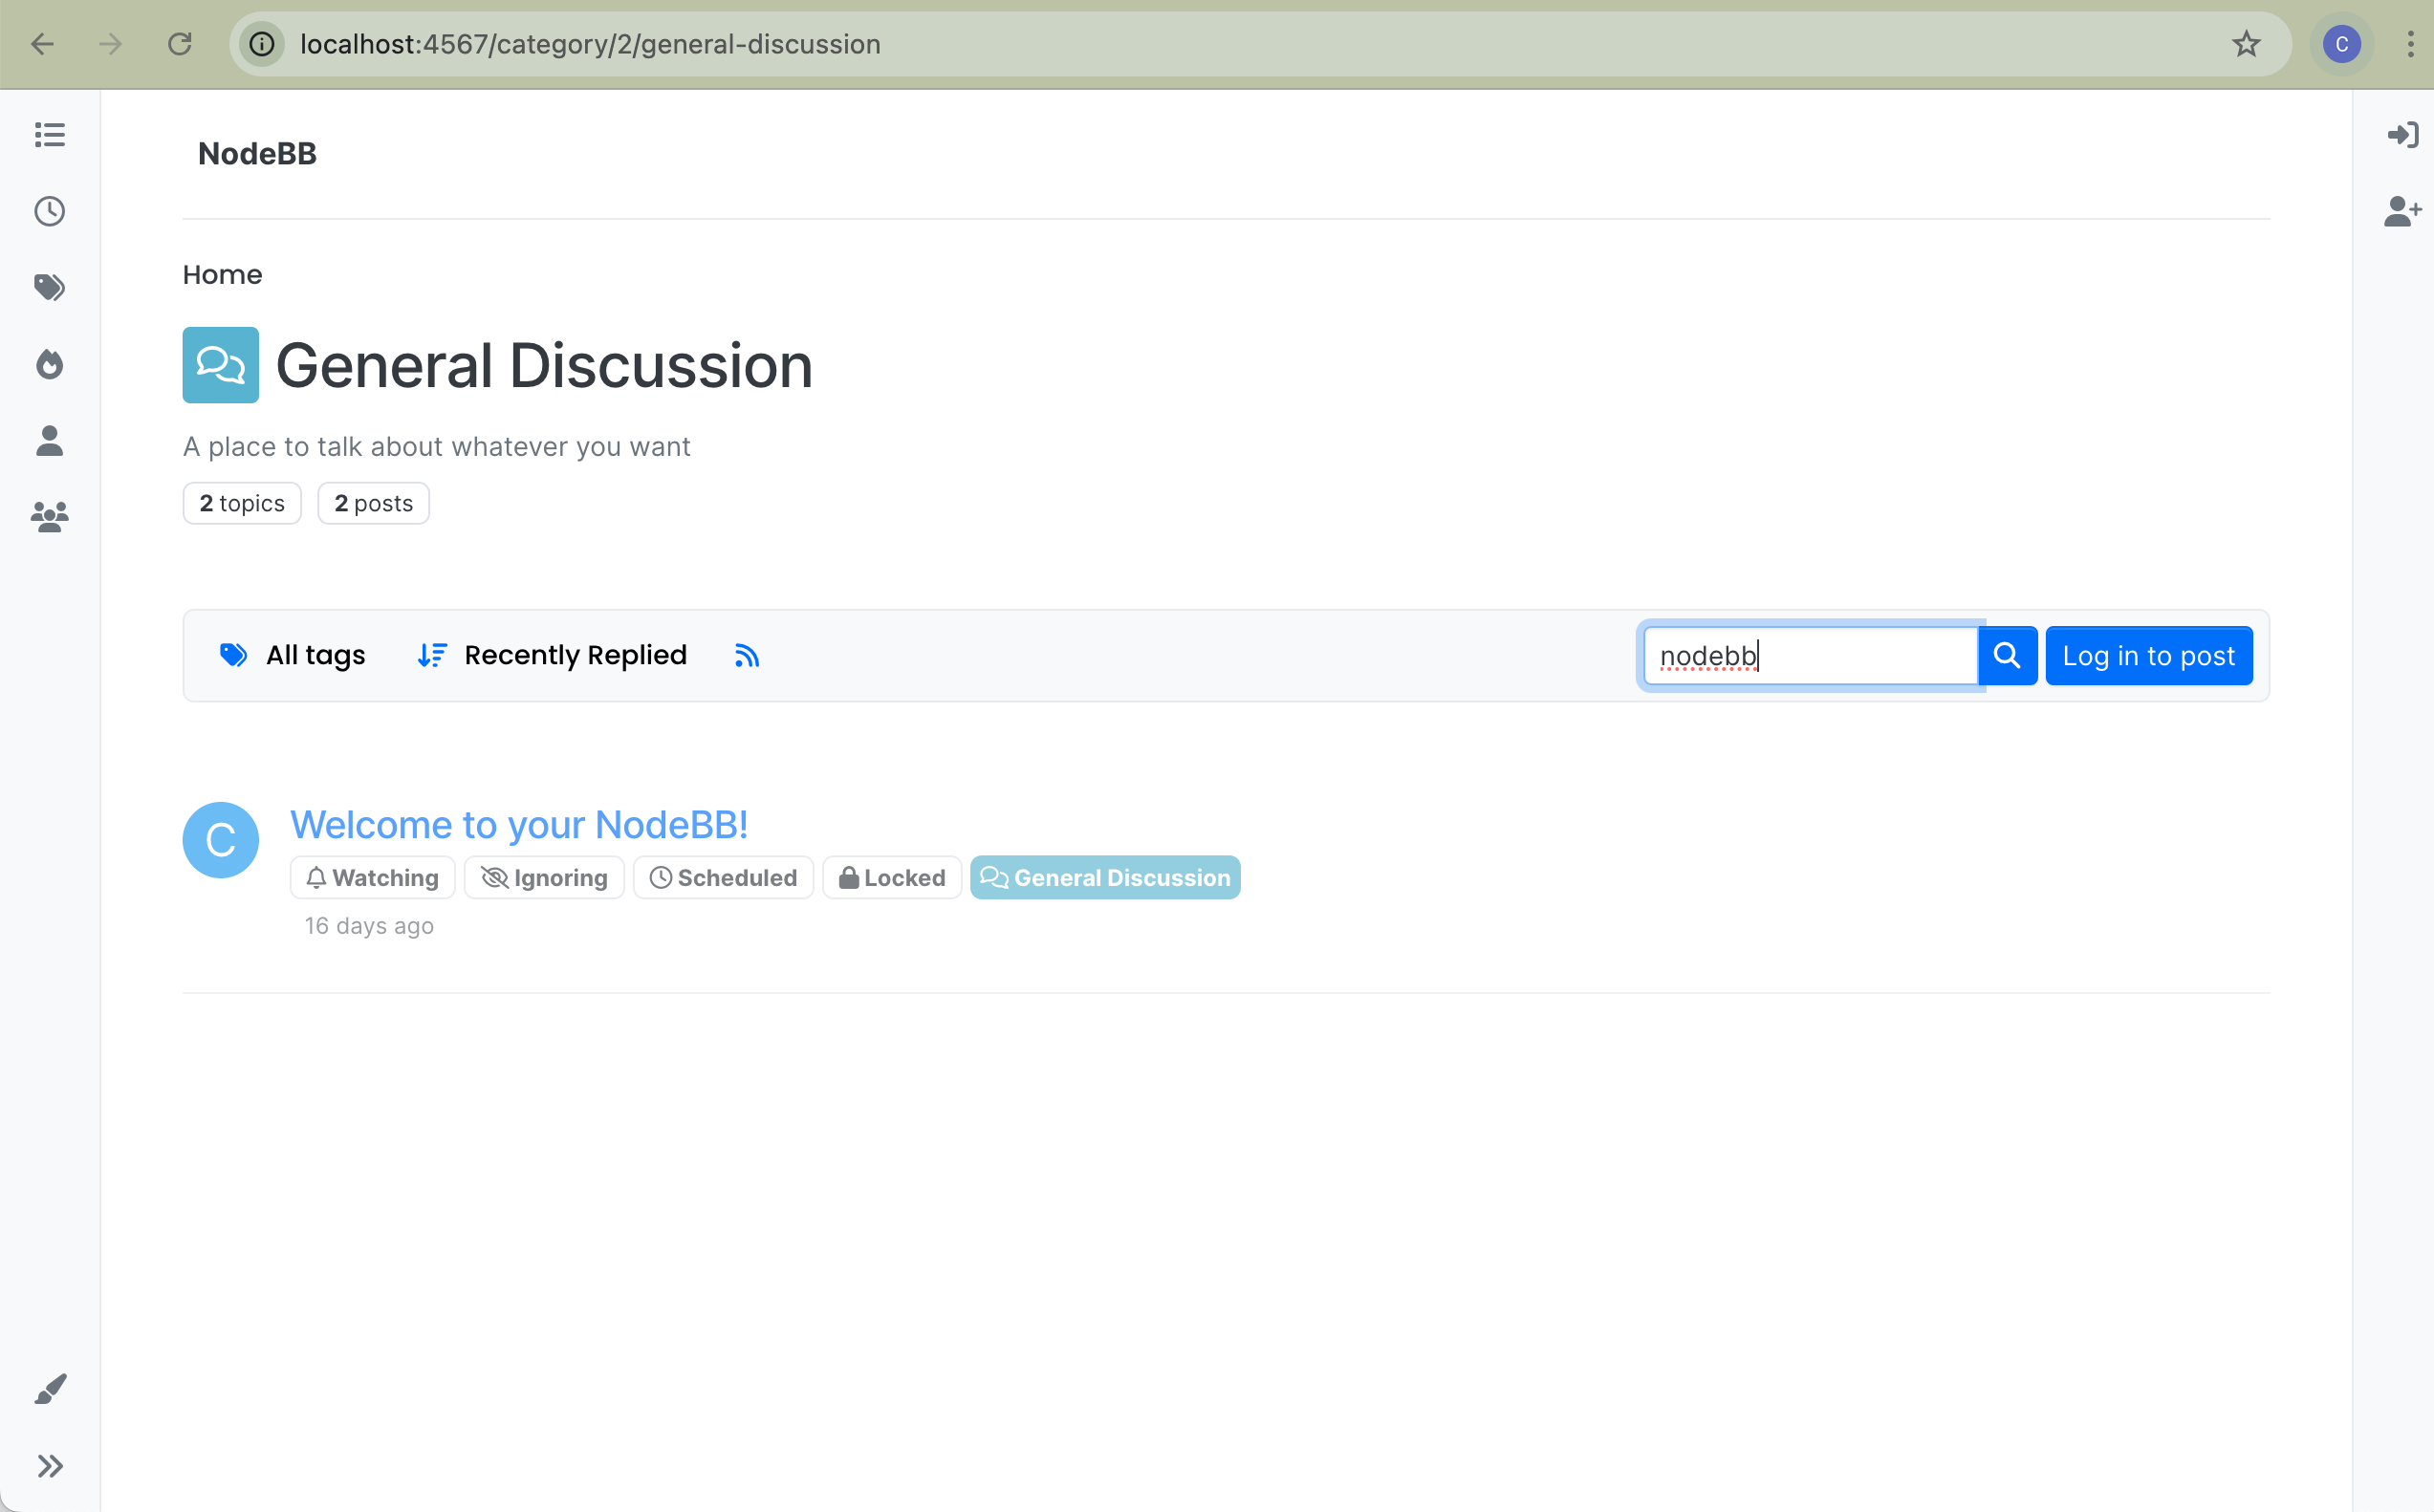 localhost:4567/category/2/general-discussion
C
NodeBB
Home
General Discussion
A place to talk about whatever you want
2 topics 2 posts
All tags Recently Replied nodebb Log in to post
C
Welcome to your NodeBB!
Watching Ignoring Scheduled Locked General Discussion
16 days ago